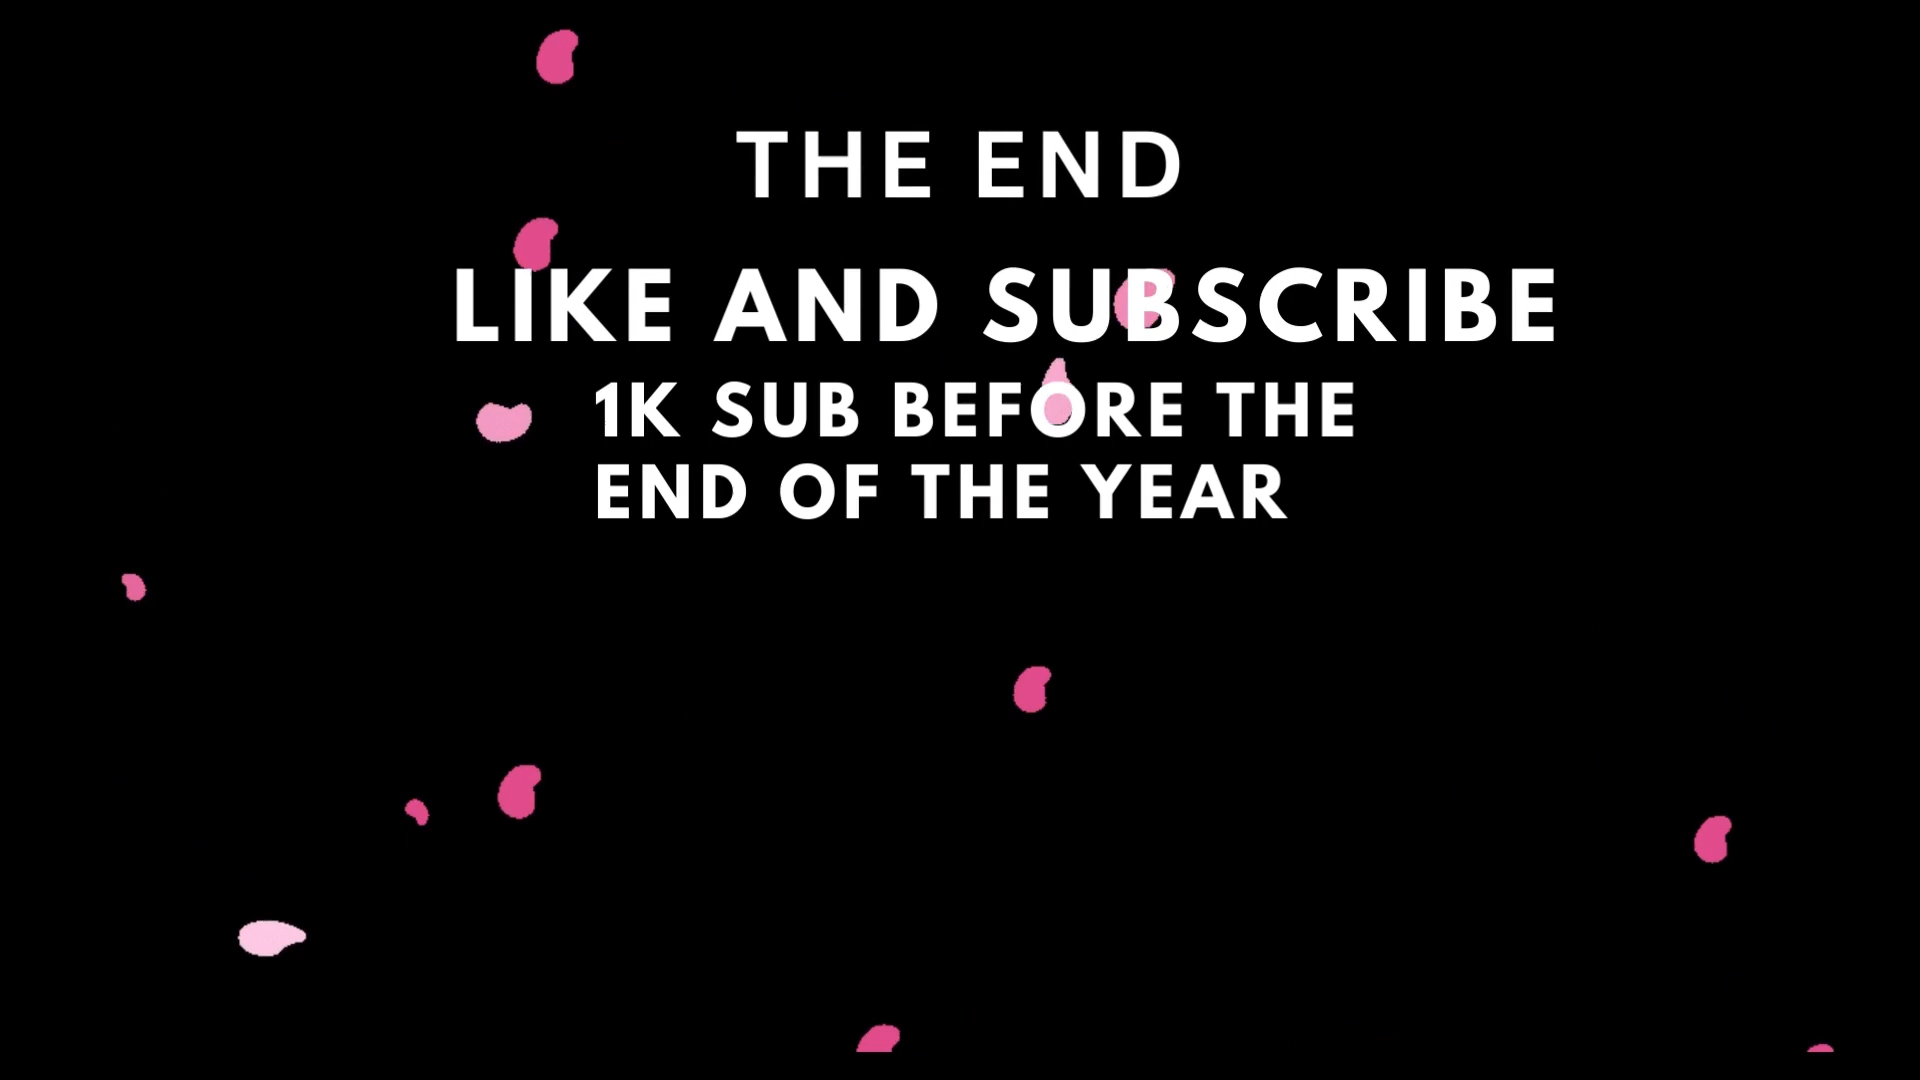 THE END
LIKE AND SUBSCRIBE
1K SUB BEFORE THE
END OF THE YEAR